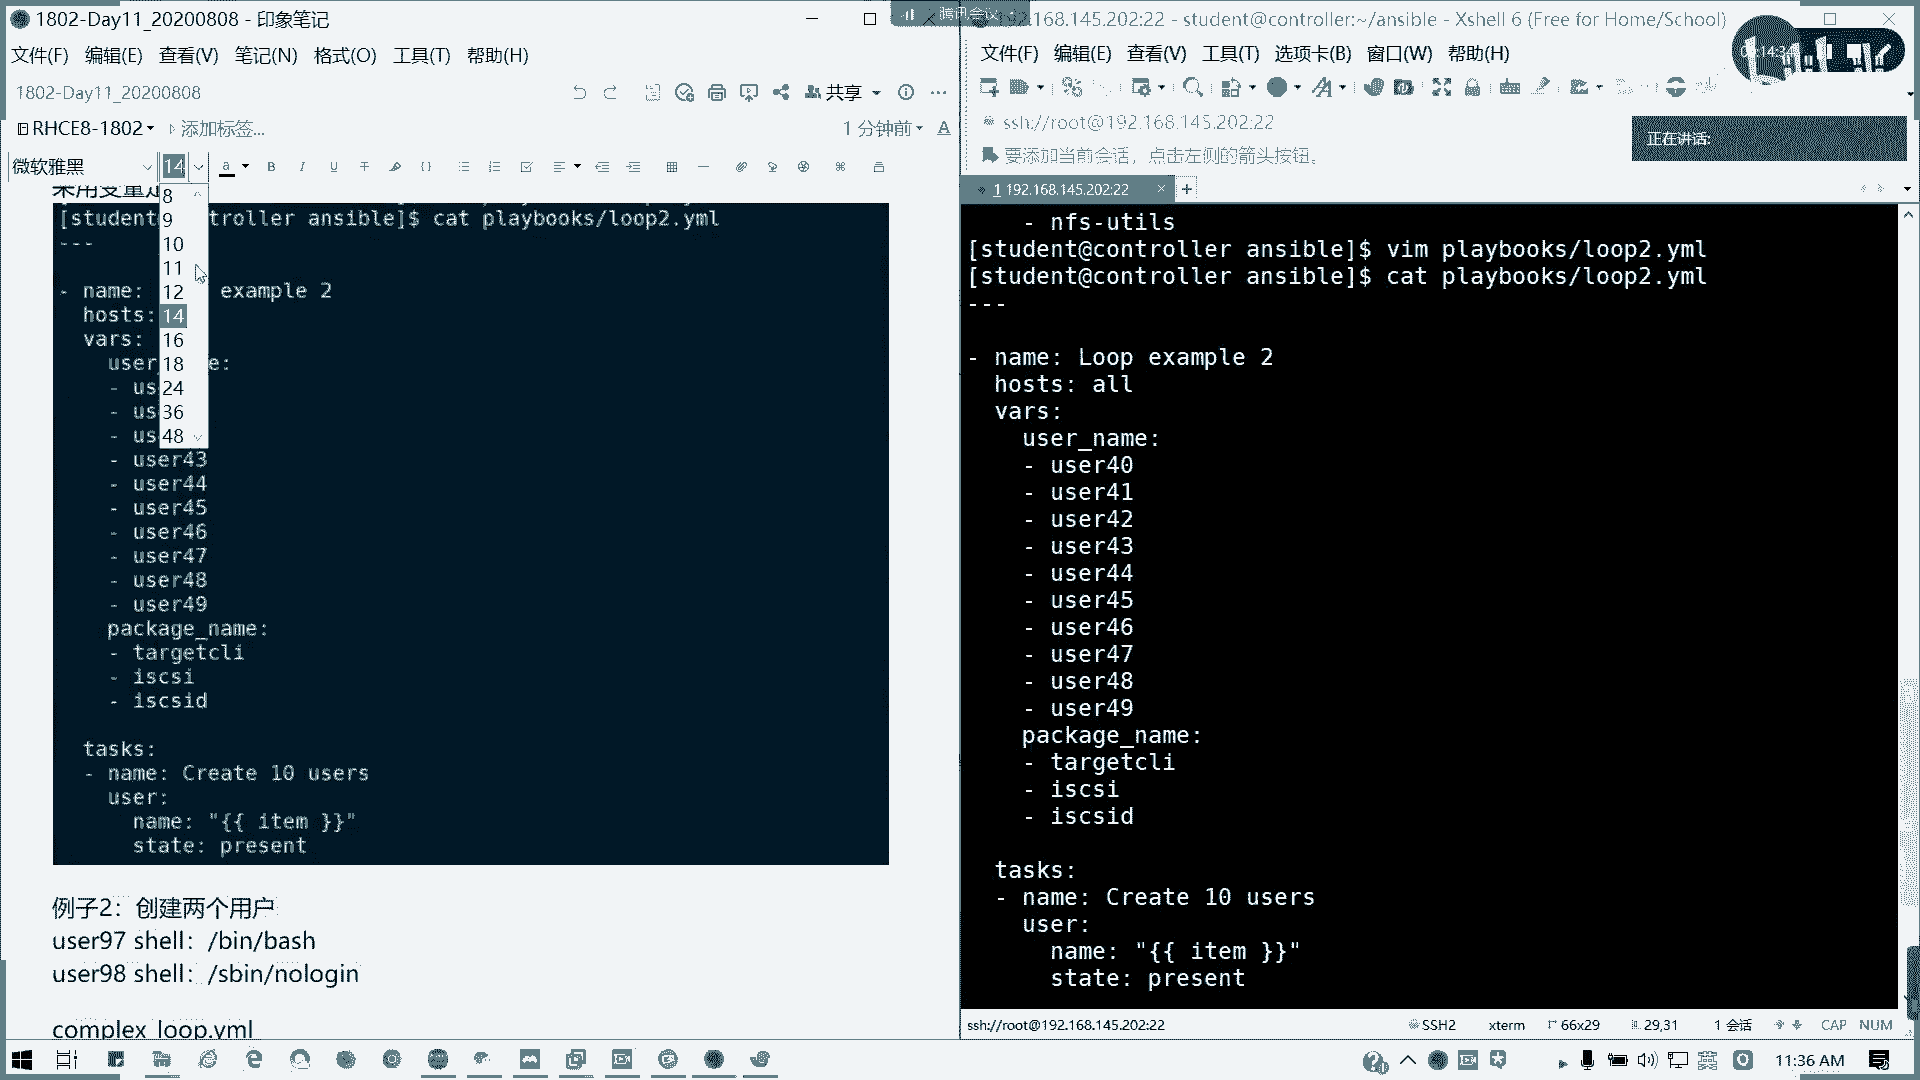 1802-Day11_20200808 - 印象笔记
文件(F) 编辑(E) 查看(V) 笔记(N) 格式(O) 工具(T) 帮助(H)
1802-Day11_20200808
共享
RHCE8-1802
添加标签...
1 分钟前
微软雅黑
14
8
9
10
11
12
14
16
18
24
36
48
采用变量
[student troller ansible]$ cat playbooks/loop2.yml
---
- name: example 2
hosts:
vars:
user e:
- us
- us
- us
- user43
- user44
- user45
- user46
- user47
- user48
- user49
package_name:
- targetcli
- iscsi
- iscsid
tasks:
- name: Create 10 users
user:
name: "{{ item }}"
state: present
例子2：创建两个用户
user97 shell：/bin/bash
user98 shell：/sbin/nologin
complex_loop.yml
腾讯会议
192.168.145.202:22 - student@controller:~/ansible - Xshell 6 (Free for Home/School)
文件(F) 编辑(E) 查看(V) 工具(T) 选项卡(B) 窗口(W) 帮助(H)
ssh://root@192.168.145.202:22
要添加当前会话，点击左侧的箭头按钮。
正在讲话:
1 192.168.145.202:22
- nfs-utils
[student@controller ansible]$ vim playbooks/loop2.yml
[student@controller ansible]$ cat playbooks/loop2.yml
---
- name: Loop example 2
hosts: all
vars:
user_name:
- user40
- user41
- user42
- user43
- user44
- user45
- user46
- user47
- user48
- user49
package_name:
- targetcli
- iscsi
- iscsid
tasks:
- name: Create 10 users
user:
name: "{{ item }}"
state: present
ssh://root@192.168.145.202:22 SSH2 xterm 66x29 29,31 1 会话 CAP NUM
英
11:36 AM